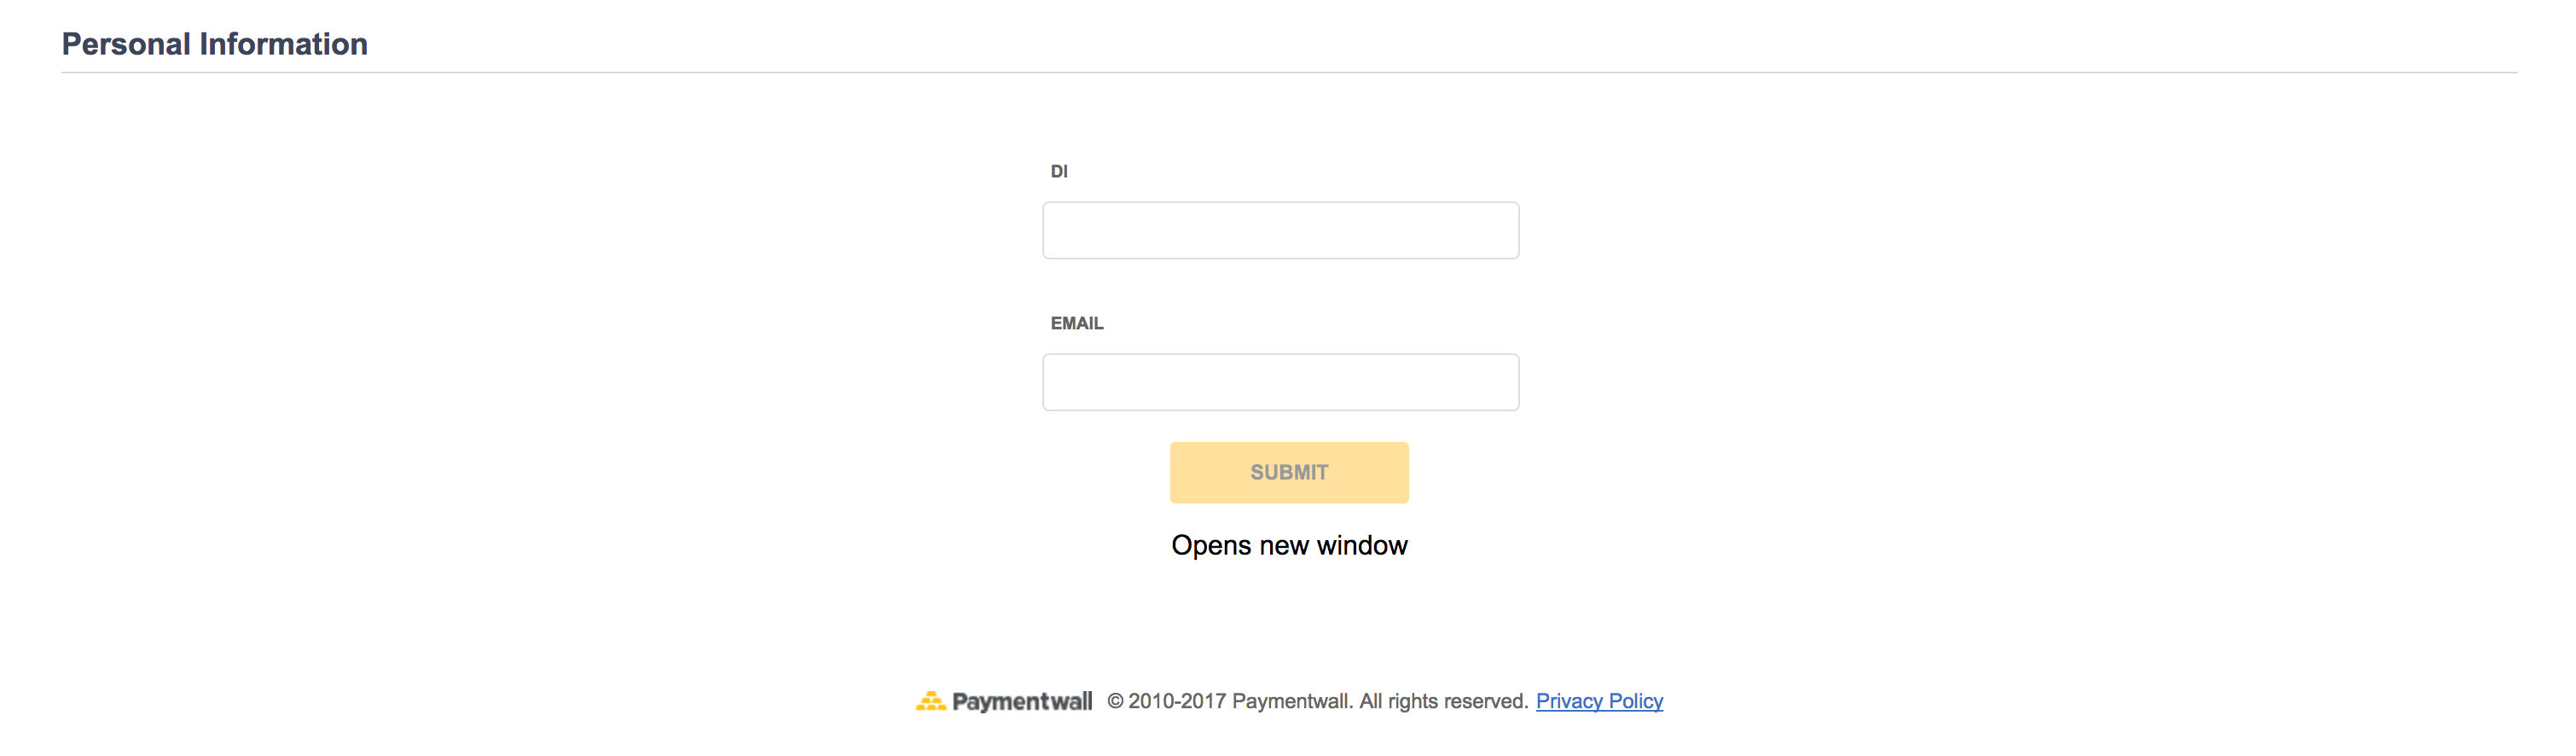 Personal Information
DI
EMAIL
SUBMIT
Opens new window
Paymentwall © 2010-2017 Paymentwall. All rights reserved. Privacy Policy